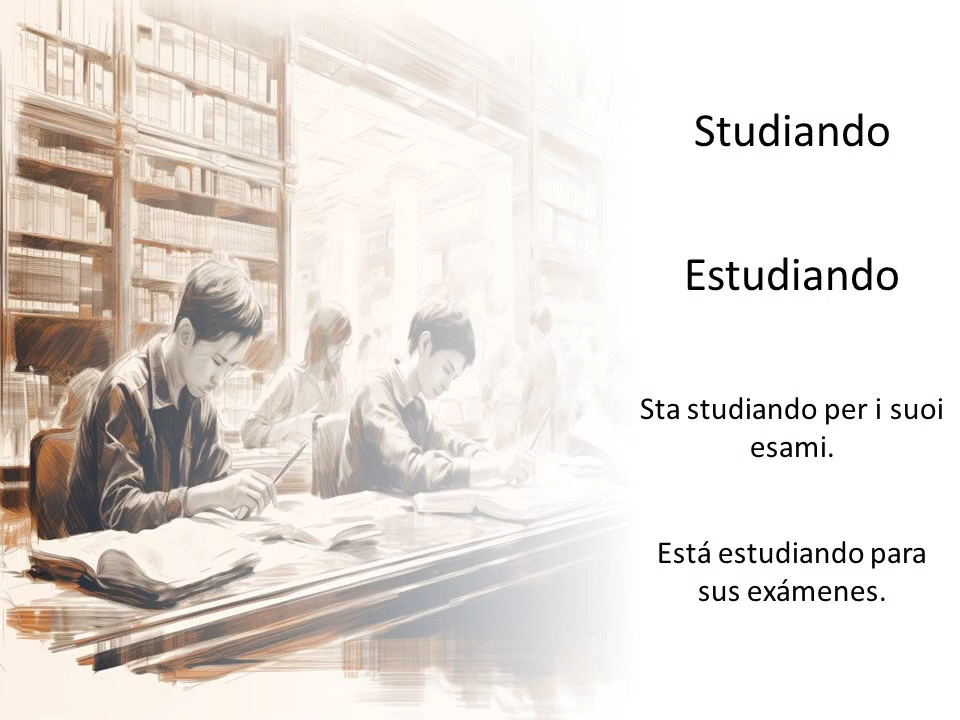 Studiando
Estudiando
Sta studiando per i suoi
esami.
Está estudiando para
sus exámenes.